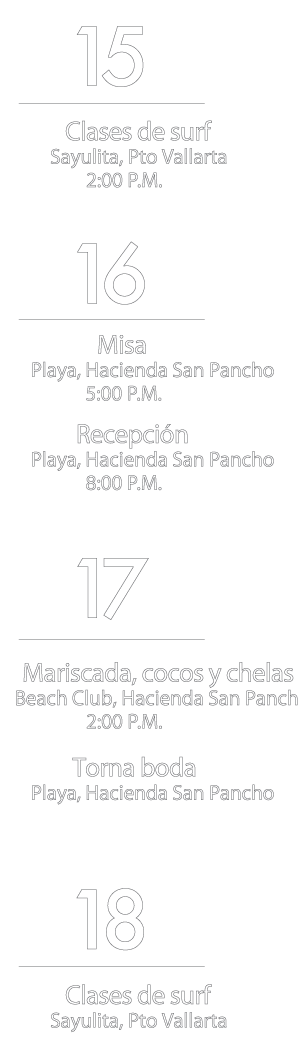 15
Clases de surf
Sayulita, Pto Vallarta
2:00 P.M.
16
Misa
Playa, Hacienda San Pancho
5:00 P.M.
Recepción
Playa, Hacienda San Pancho
8:00 P.M.
17
Mariscada, cocos y chelas
Beach Club, Hacienda San Panch
2:00 P.M.
Torna boda
Playa, Hacienda San Pancho
18
Clases de surf
Sayulita, Pto Vallarta